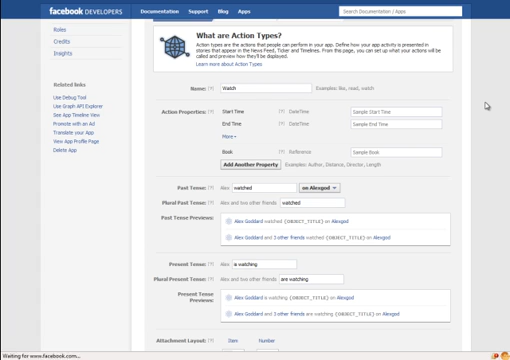 facebook DEVELOPERS Documentation Support Blog Apps Search Documentation / Apps
Roles
Credits
Insights
Related links
Use Debug Tool
Use Graph API Explorer
See App Timeline View
Promote with an Ad
Translate your App
View App Profile Page
Delete App
What are Action Types?
Action types are the actions that people can perform in your app. Define how your app activity is presented in
stories that appear in the News Feed, Ticker and Timelines. From this page, you can set up what your actions will be
called and preview how they'll be displayed.
Learn more about Action Types
Name: [?] Watch Examples: like, read, watch
Action Properties: [?] Start Time DateTime Sample Start Time
End Time DateTime Sample End Time
More
Book Reference Sample Book
Add Another Property Examples: Author, Distance, Director, Length
Past Tense: [?] Alex watched on Alexgod
Plural Past Tense: [?] Alex and two other friends watched
Past Tense Previews: [?] Alex Goddard watched {OBJECT_TITLE} on Alexgod
Alex Goddard and 3 other friends watched {OBJECT_TITLE} on Alexgod
Present Tense: [?] Alex is watching
Plural Present Tense: [?] Alex and two other friends are watching
Present Tense Previews: [?] Alex Goddard is watching {OBJECT_TITLE} on Alexgod
Alex Goddard and 3 other friends are watching {OBJECT_TITLE} on Alexgod
Attachment Layout: [?] Item Number
Waiting for www.facebook.com...